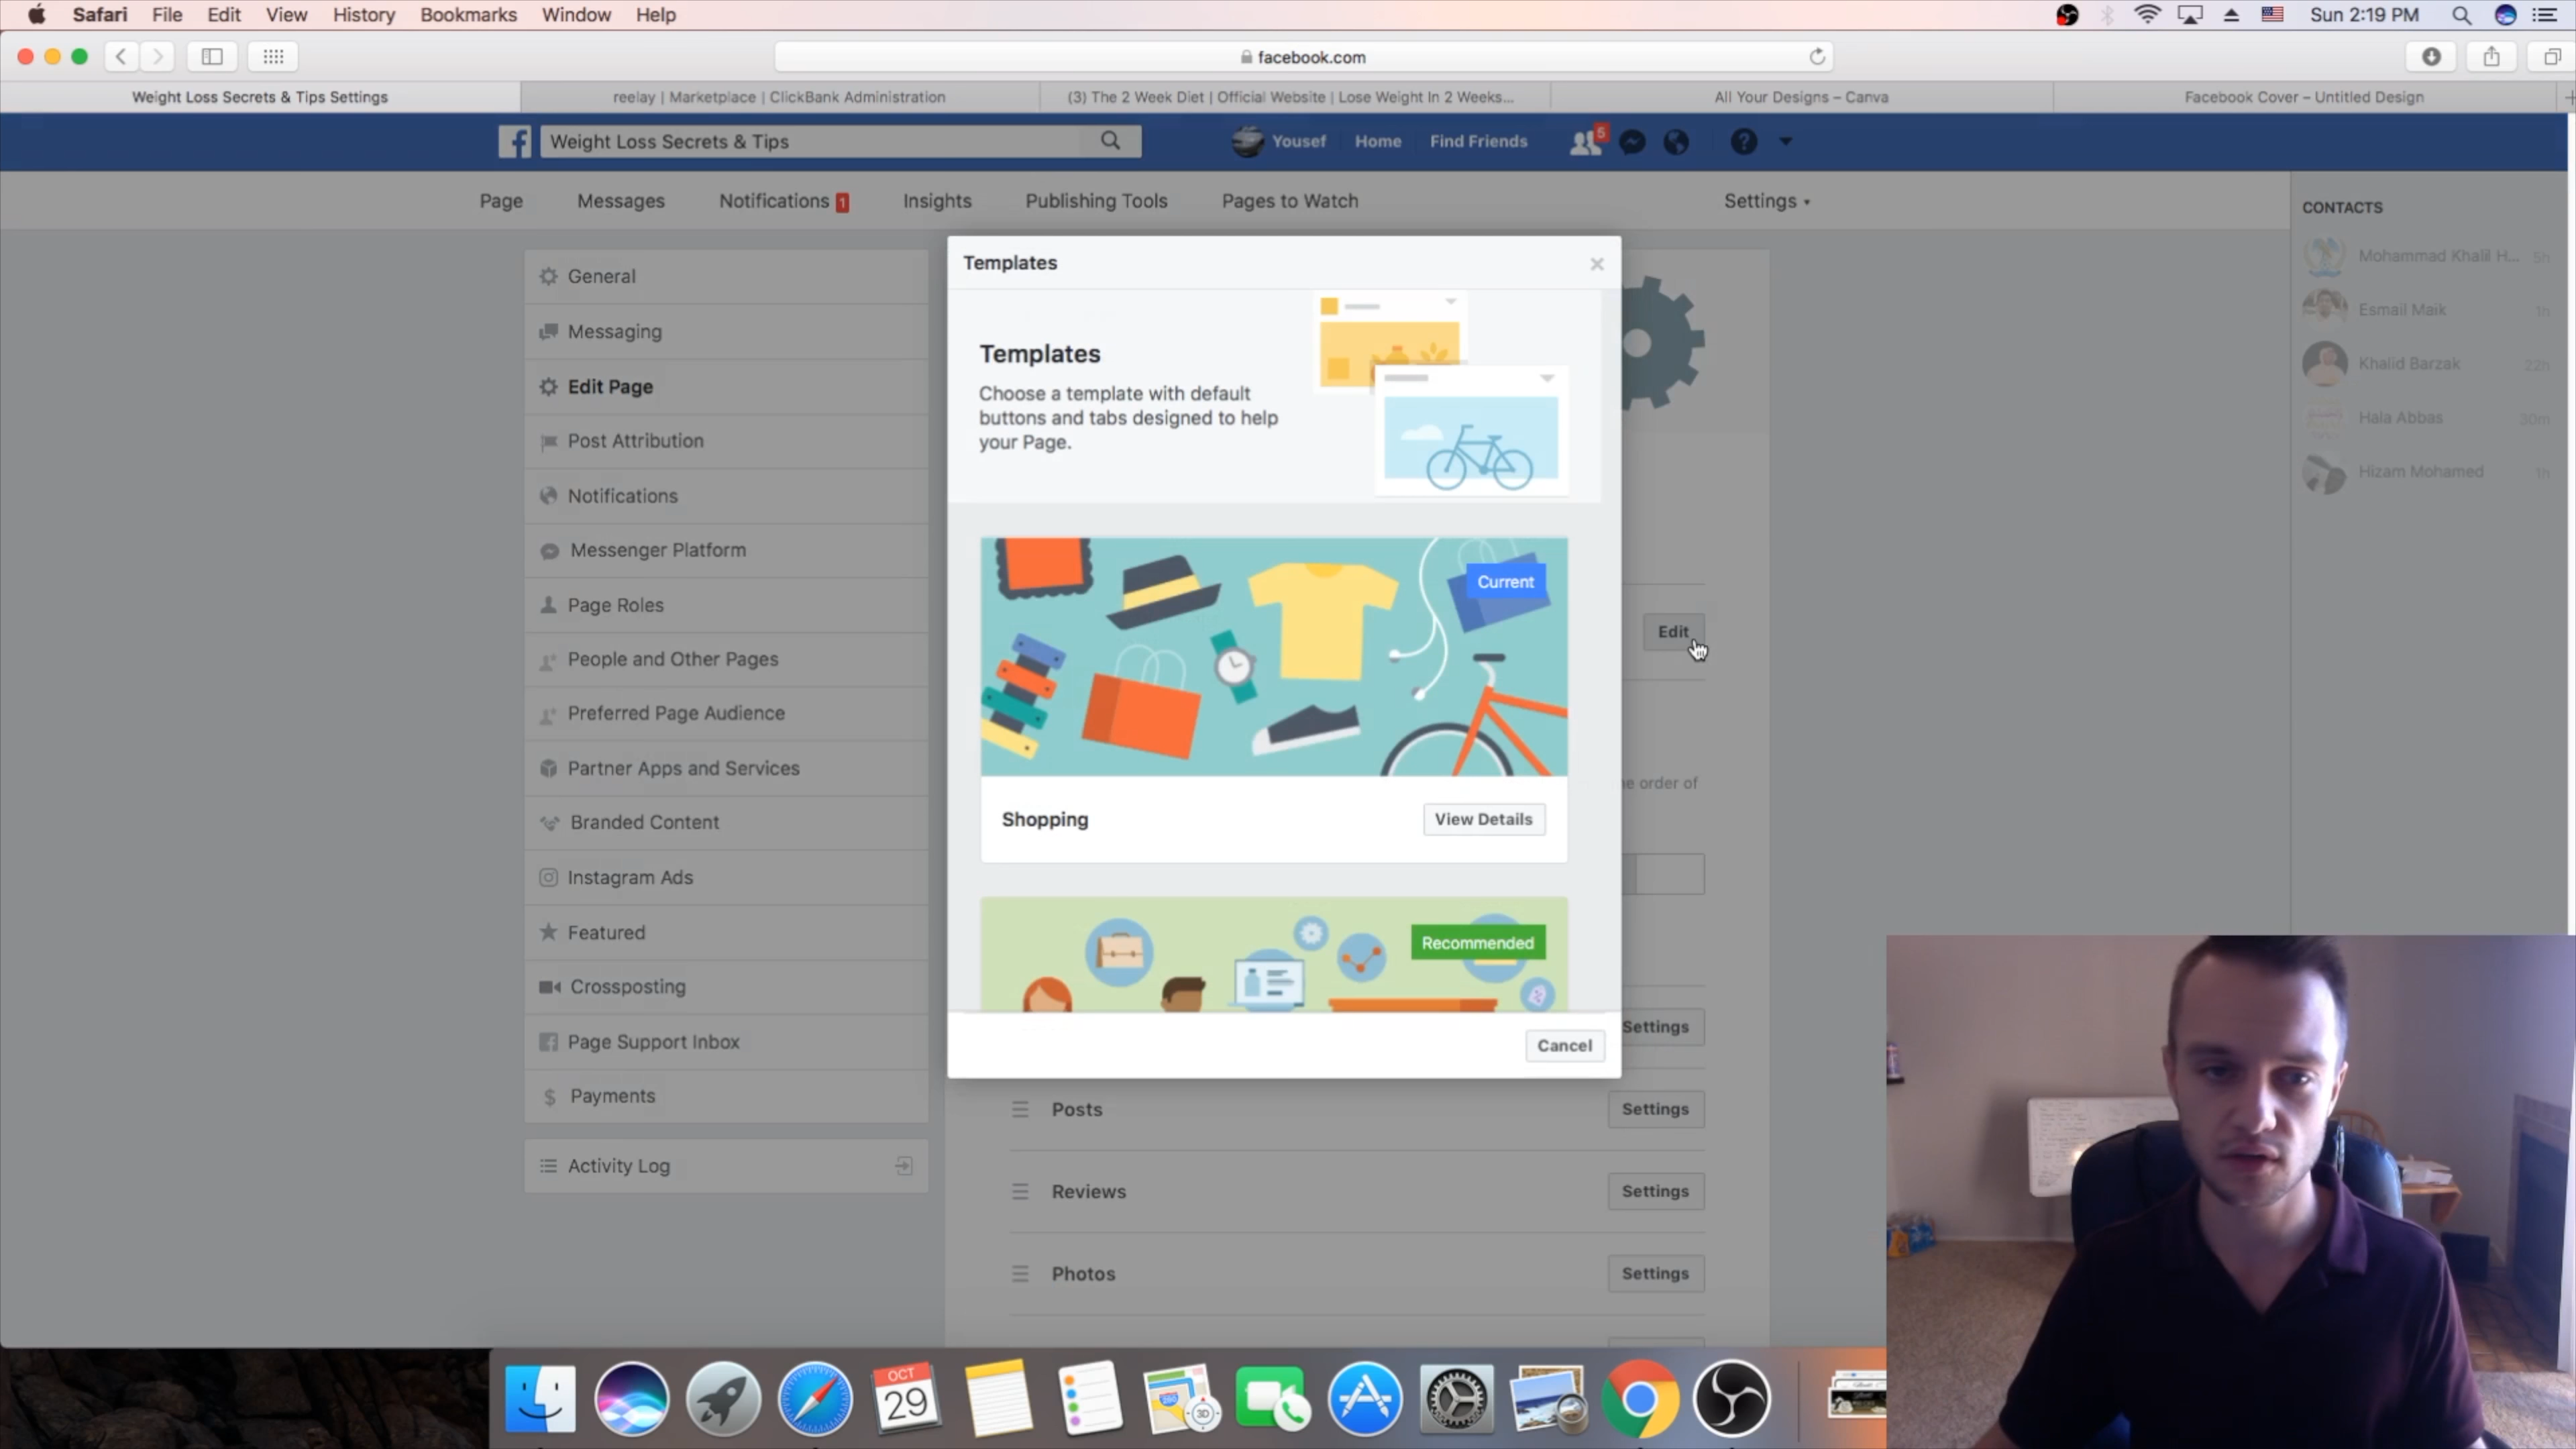 Safari File Edit View History Bookmarks Window Help
Sun 2:19 PM
facebook.com
Weight Loss Secrets & Tips Settings
reelay | Marketplace | ClickBank Administration
(3) The 2 Week Diet | Official Website | Lose Weight In 2 Weeks...
All Your Designs – Canva
Facebook Cover – Untitled Design
Weight Loss Secrets & Tips
Yousef Home Find Friends 5
Page Messages Notifications 1 Insights Publishing Tools Pages to Watch Settings
General
Messaging
Edit Page
Post Attribution
Notifications
Messenger Platform
Page Roles
People and Other Pages
Preferred Page Audience
Partner Apps and Services
Branded Content
Instagram Ads
Featured
Crossposting
Page Support Inbox
Payments
Activity Log
Templates
Templates
Choose a template with default
buttons and tabs designed to help
your Page.
Current
Shopping
View Details
Recommended
Cancel
Edit
order of
Settings
Posts Settings
Reviews Settings
Photos Settings
CONTACTS
Mohammad Khalil H... 5h
Esmail Maik 1h
Khalid Barzak 22h
Hala Abbas 30m
Hizam Mohamed 1h
OCT
29
3D